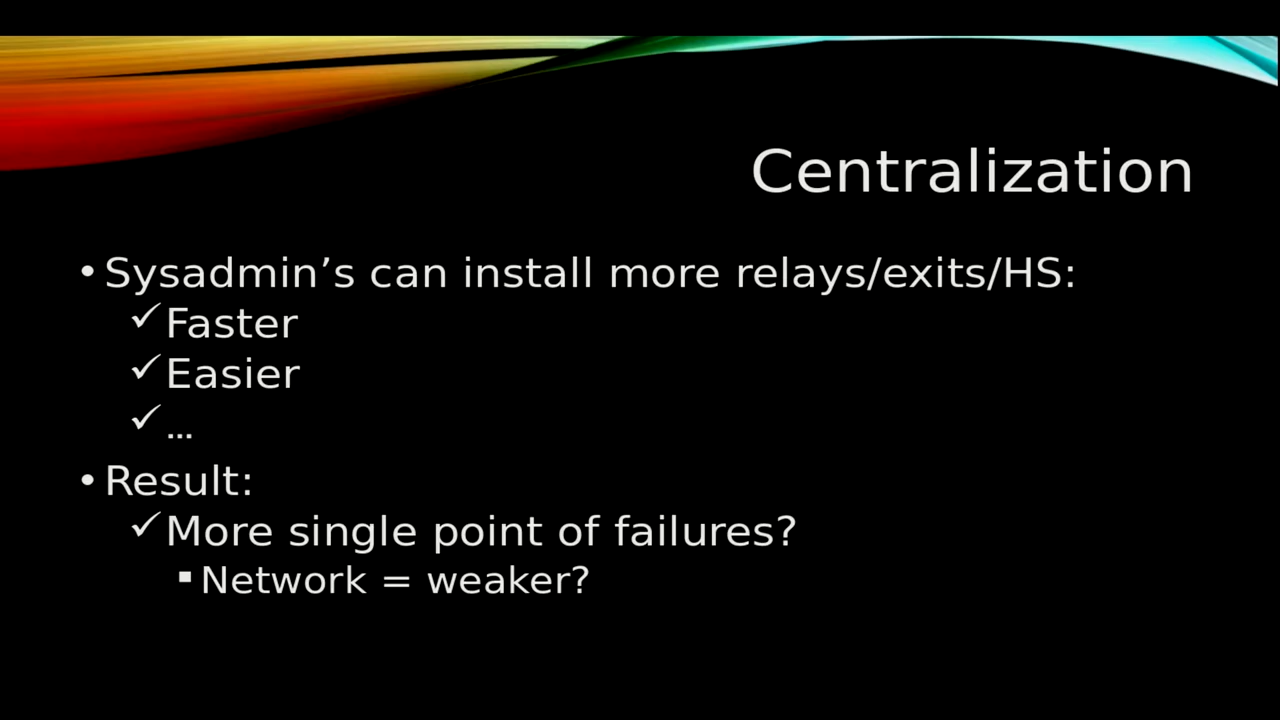 Centralization
• Sysadmin’s can install more relays/exits/HS:
✓ Faster
✓ Easier
✓ …
• Result:
✓ More single point of failures?
▪ Network = weaker?